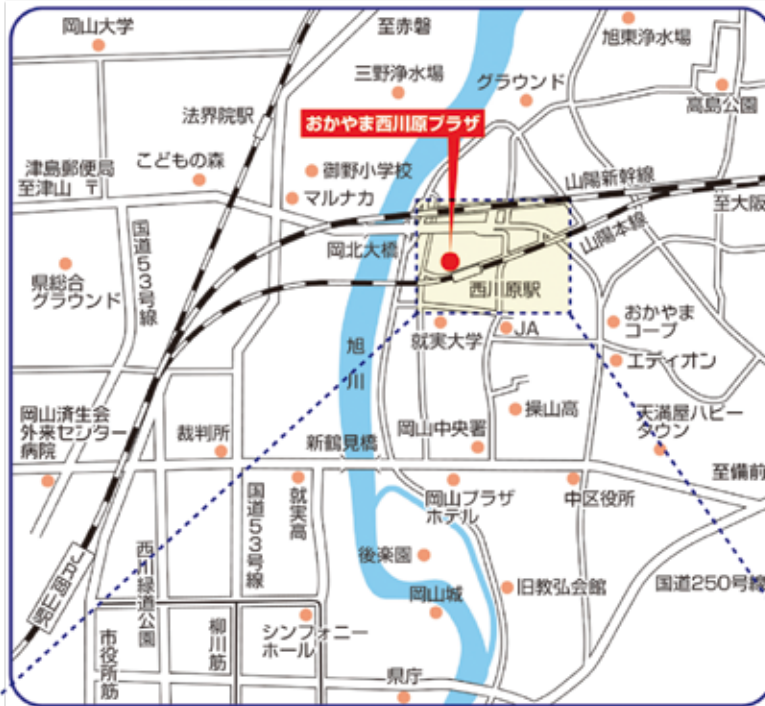 岡山大学
至赤磐
旭東浄水場
三野浄水場
グラウンド
高島公園
法界院駅
おかやま西川原プラザ
津島郵便局
至津山 〒
こどもの森
御野小学校
マルナカ
山陽新幹線
至大阪
国道53号線
岡北大橋
山陽本線
県総合
グラウンド
西川原駅
おかやま
コープ
就実大学
JA
旭川
エディオン
岡山済生会
外来センター
病院
裁判所
新鶴見橋
岡山中央署
操山高
天満屋ハピー
タウン
至備前
国道53号線
就実高
岡山プラザ
ホテル
中区役所
JR岡山駅
西川緑道公園
後楽園
岡山城
旧教弘会館
国道250号線
市役所筋
柳川筋
シンフォニー
ホール
県庁